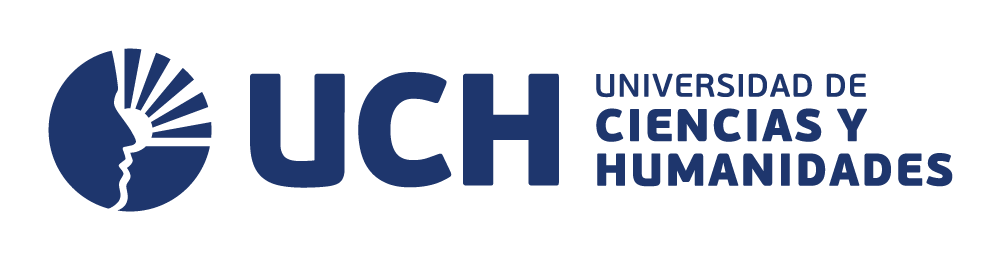 UCH
UNIVERSIDAD DE
CIENCIAS Y
HUMANIDADES